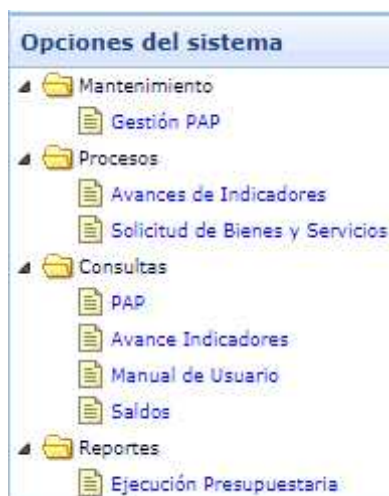 Opciones del sistema
Mantenimiento
Gestión PAP
Procesos
Avances de Indicadores
Solicitud de Bienes y Servicios
Consultas
PAP
Avance Indicadores
Manual de Usuario
Saldos
Reportes
Ejecución Presupuestaria